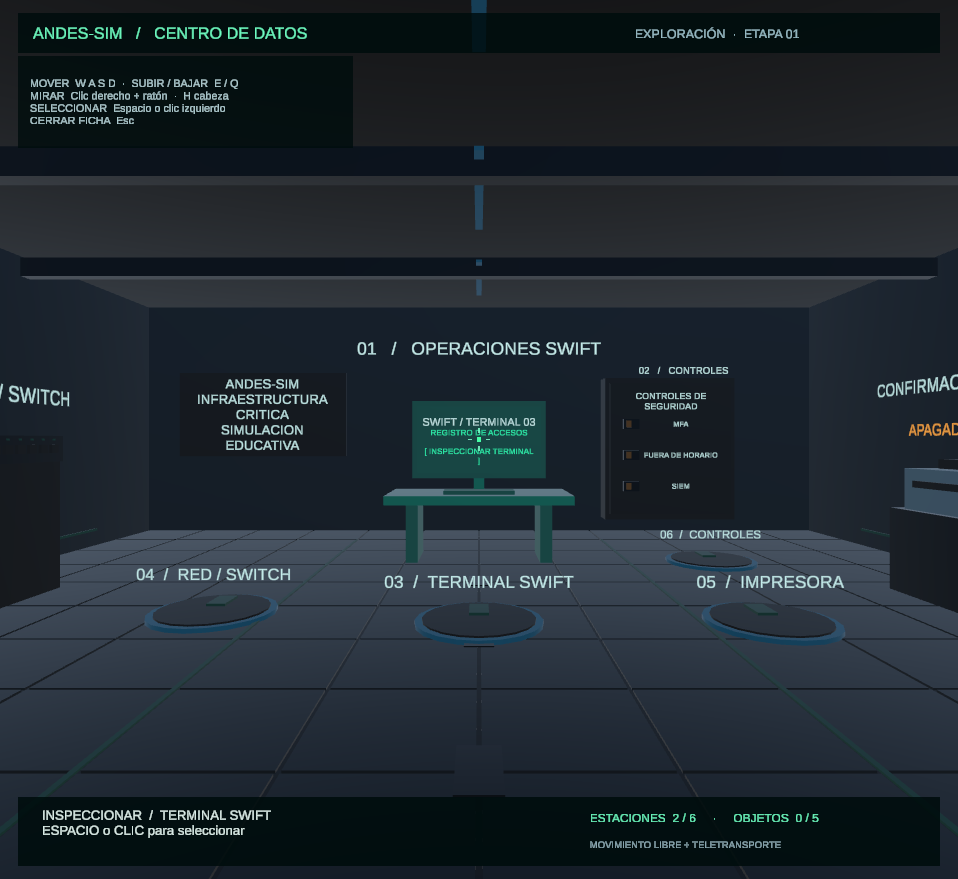 ANDES-SIM / CENTRO DE DATOS
EXPLORACIÓN · ETAPA 01
MOVER W A S D · SUBIR / BAJAR E / Q
MIRAR Clic derecho + ratón · H cabeza
SELECCIONAR Espacio o clic izquierdo
CERRAR FICHA Esc
01 / OPERACIONES SWIFT
02 / CONTROLES
/ SWITCH
ANDES-SIM
INFRAESTRUCTURA
CRITICA
SIMULACION
EDUCATIVA
SWIFT / TERMINAL 03
REGISTRO DE ACCESOS
[ INSPECCIONAR TERMINAL
]
CONTROLES DE
SEGURIDAD
MFA
FUERA DE HORARIO
SIEM
CONFIRMAC
APAGAD
06 / CONTROLES
04 / RED / SWITCH
03 / TERMINAL SWIFT
05 / IMPRESORA
INSPECCIONAR / TERMINAL SWIFT
ESPACIO o CLIC para seleccionar
ESTACIONES 2 / 6 · OBJETOS 0 / 5
MOVIMIENTO LIBRE + TELETRANSPORTE